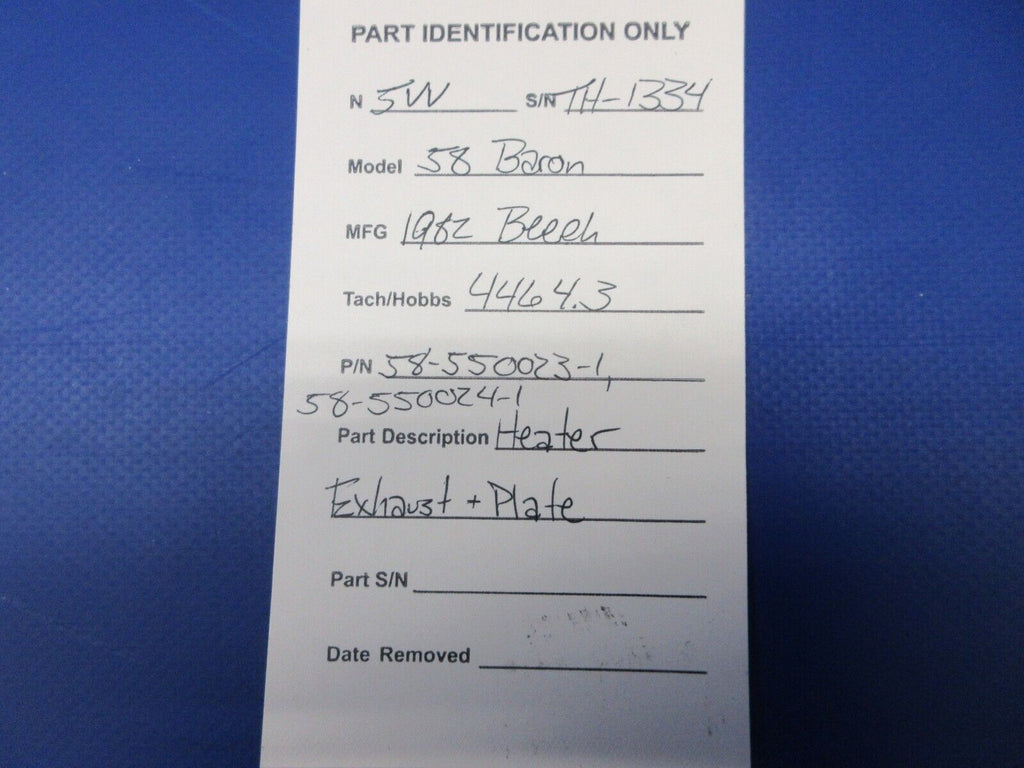 PART IDENTIFICATION ONLY
N 5W S/N TH-1334
Model 58 Baron
MFG 1982 Beech
Tach/Hobbs 4464.3
P/N 58-550023-1,
58-550024-1
Part Description Heater
Exhaust + Plate
Part S/N
Date Removed